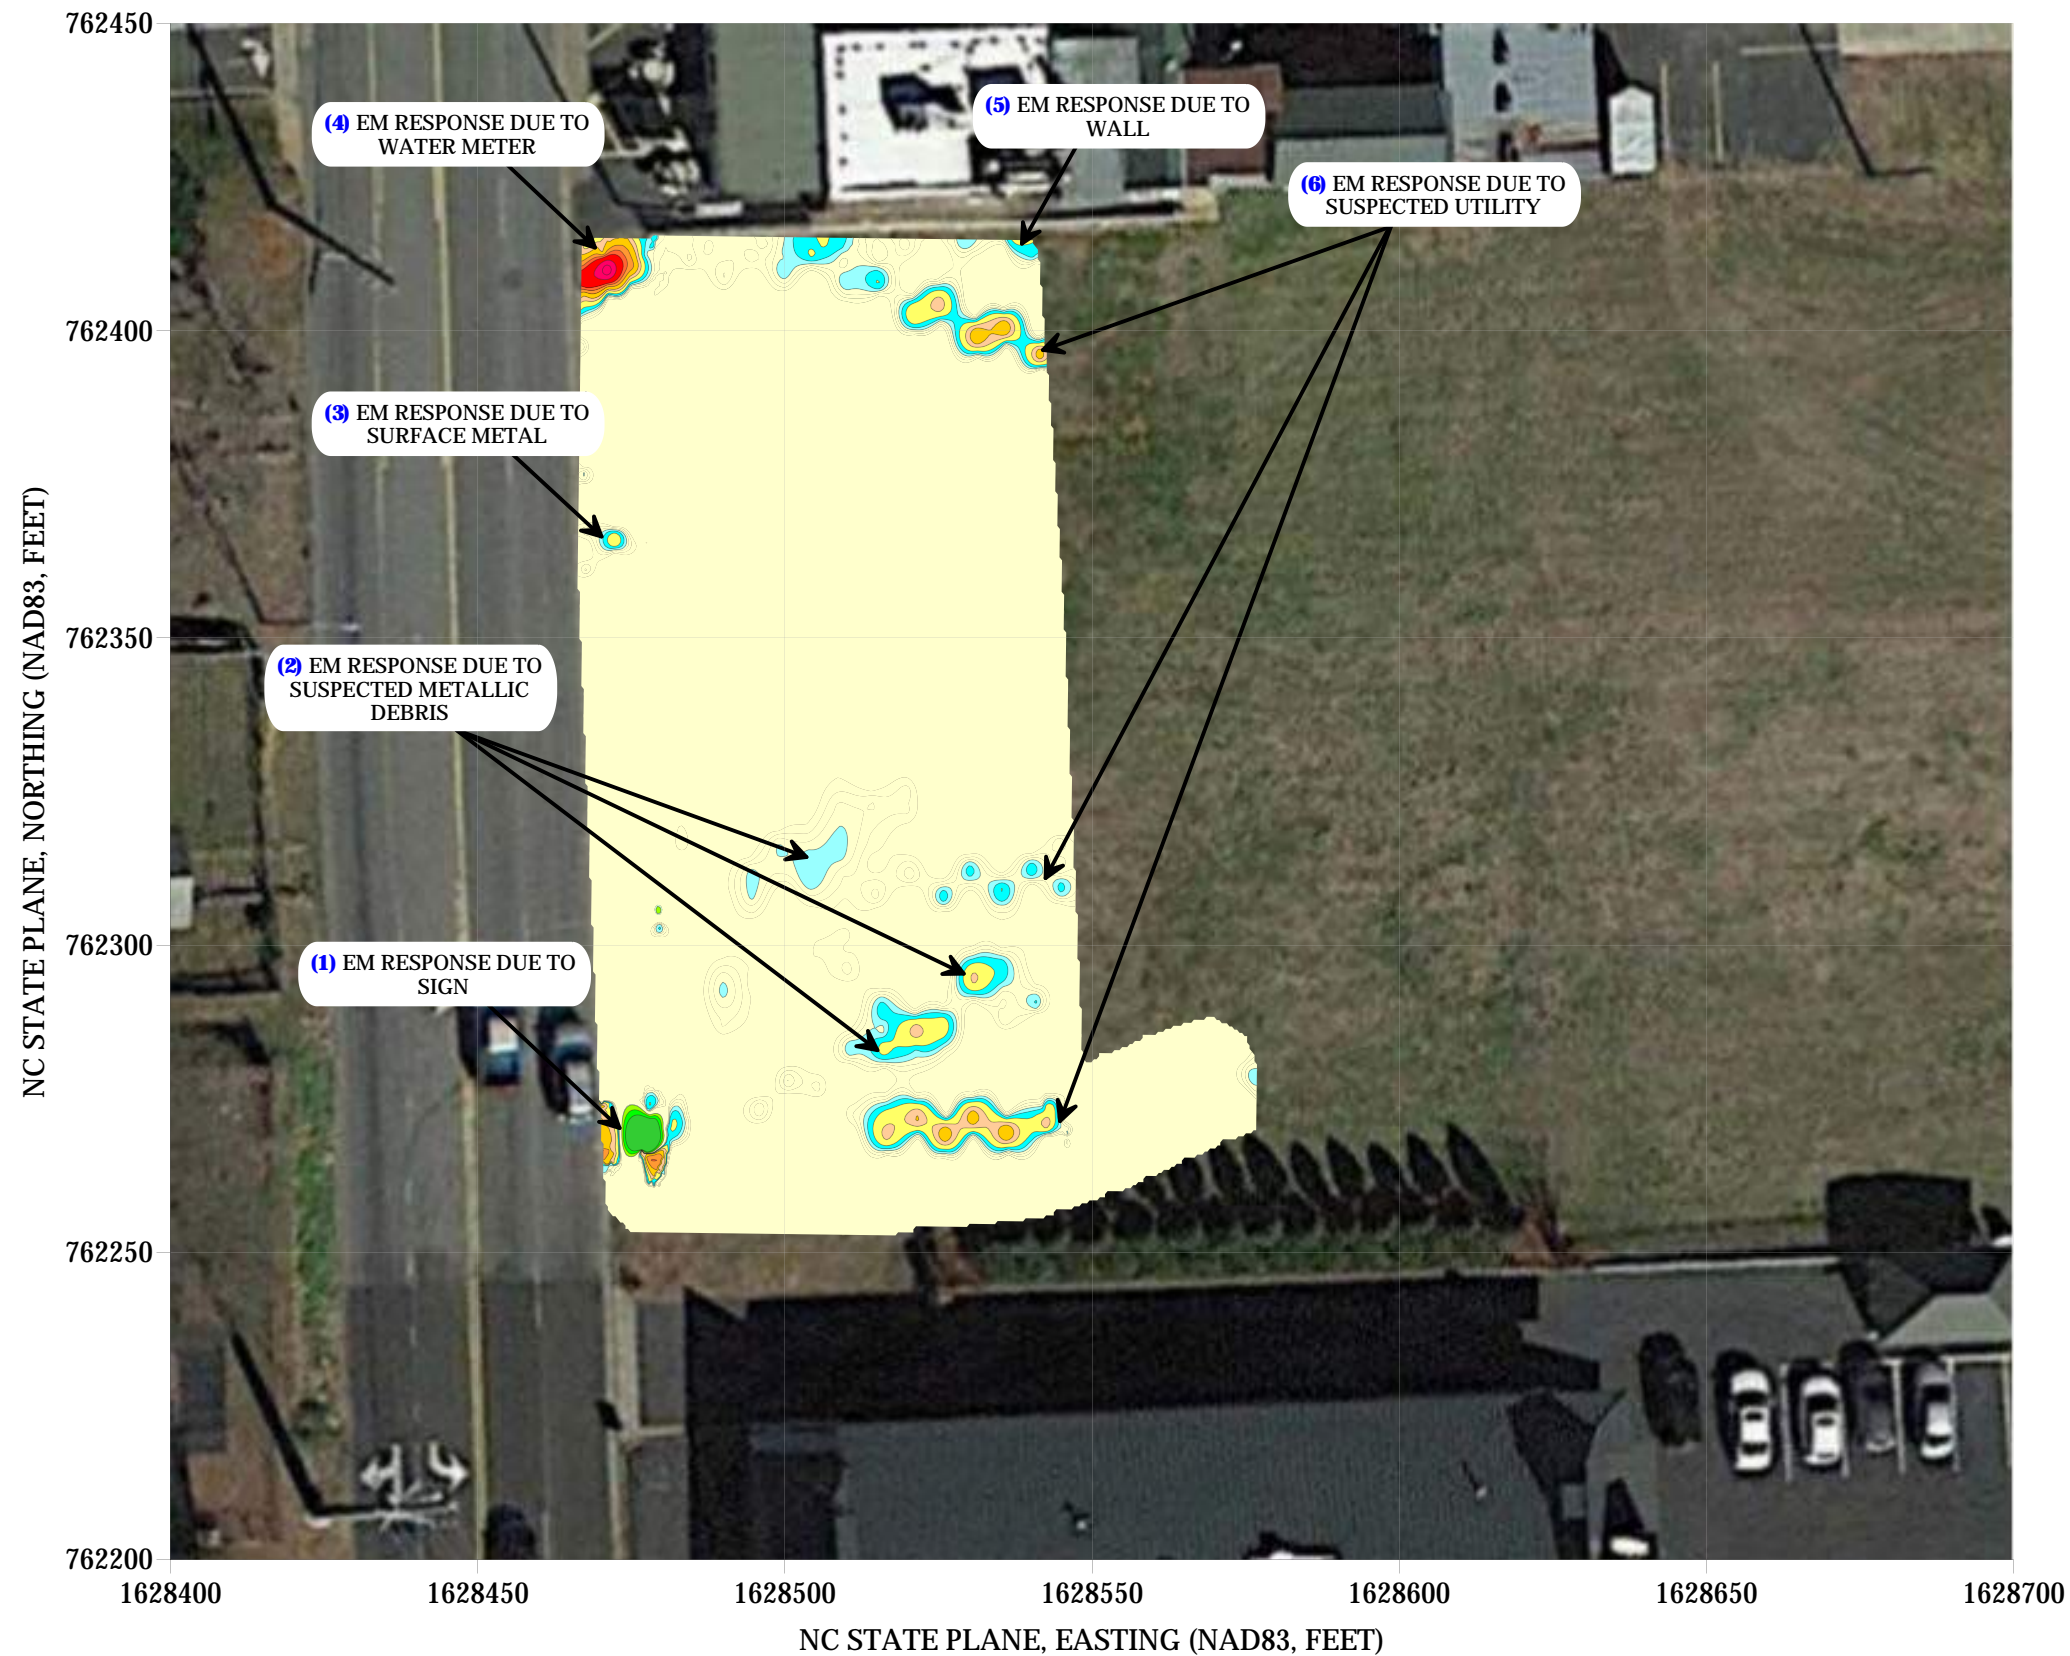 762450
(4) EM RESPONSE DUE TO
WATER METER
(5) EM RESPONSE DUE TO
WALL
(6) EM RESPONSE DUE TO
SUSPECTED UTILITY
762400
(3) EM RESPONSE DUE TO
SURFACE METAL
762350
(2) EM RESPONSE DUE TO
SUSPECTED METALLIC
DEBRIS
762300
(1) EM RESPONSE DUE TO
SIGN
762250
762200
NC STATE PLANE, NORTHING (NAD83, FEET)
1628400 1628450 1628500 1628550 1628600 1628650 1628700
NC STATE PLANE, EASTING (NAD83, FEET)